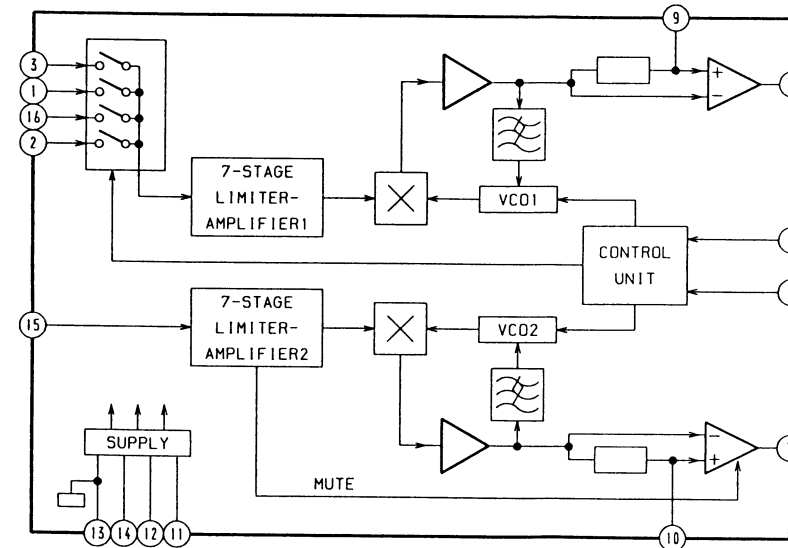 9
3
1
16
2
+
−
7-STAGE
LIMITER-
AMPLIFIER1
VCO1
CONTROL
UNIT
7-STAGE
LIMITER-
AMPLIFIER2
15
VCO2
SUPPLY
−
+
MUTE
13
14
12
11
10